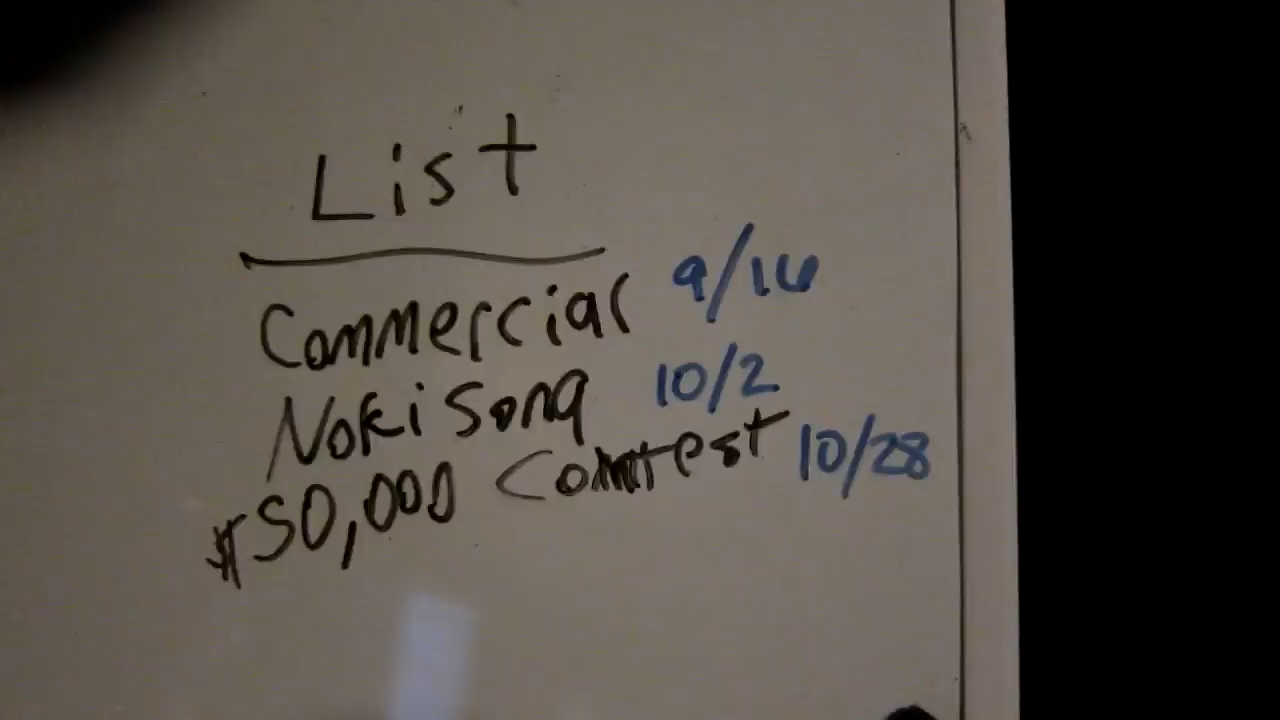 List
Commercial 9/16
Noki Song 10/2
$50,000 Contest 10/28